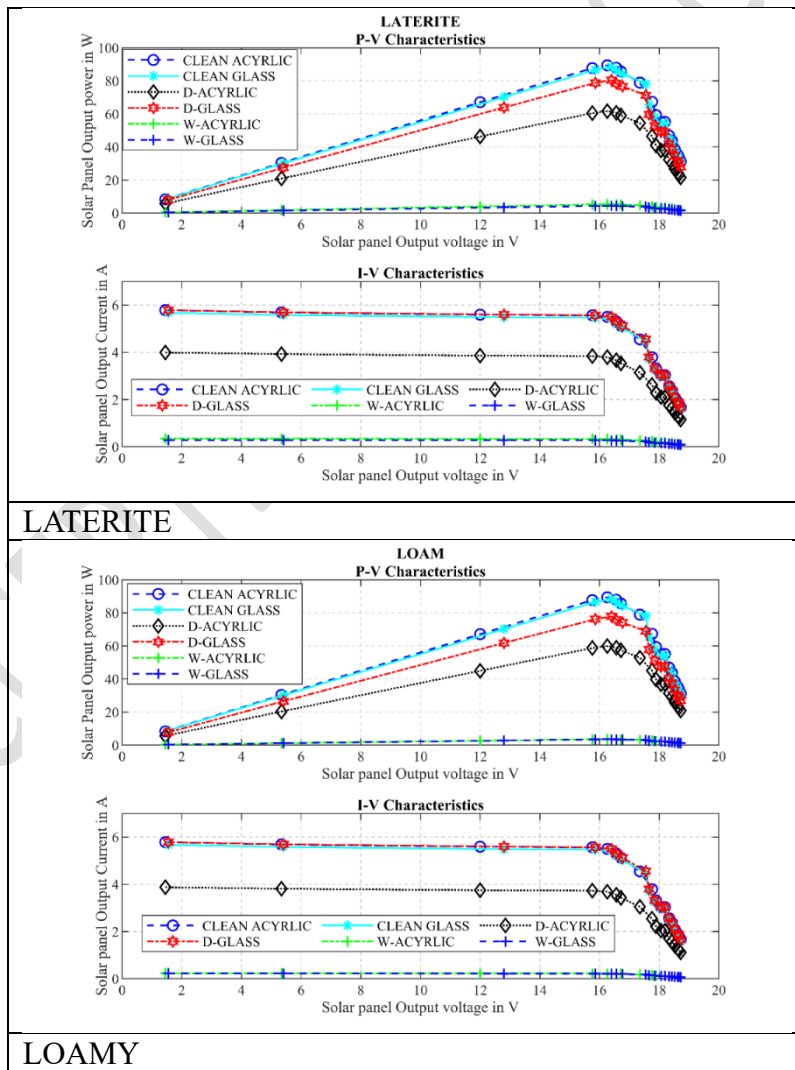 LATERITE
P-V Characteristics
Solar Panel Output power in W
100
80
60
40
20
0
CLEAN ACYRLIC
CLEAN GLASS
D-ACYRLIC
D-GLASS
W-ACYRLIC
W-GLASS
0 2 4 6 8 10 12 14 16 18 20
Solar panel Output voltage in V
I-V Characteristics
Solar panel Output Current in A
6
4
2
0
CLEAN ACYRLIC CLEAN GLASS D-ACYRLIC
D-GLASS W-ACYRLIC W-GLASS
0 2 4 6 8 10 12 14 16 18 20
Solar panel Output voltage in V
LATERITE
LOAM
P-V Characteristics
Solar Panel Output power in W
100
80
60
40
20
0
CLEAN ACYRLIC
CLEAN GLASS
D-ACYRLIC
D-GLASS
W-ACYRLIC
W-GLASS
0 2 4 6 8 10 12 14 16 18 20
Solar panel Output voltage in V
I-V Characteristics
Solar panel Output Current in A
6
4
2
0
CLEAN ACYRLIC CLEAN GLASS D-ACYRLIC
D-GLASS W-ACYRLIC W-GLASS
0 2 4 6 8 10 12 14 16 18 20
Solar panel Output voltage in V
LOAMY